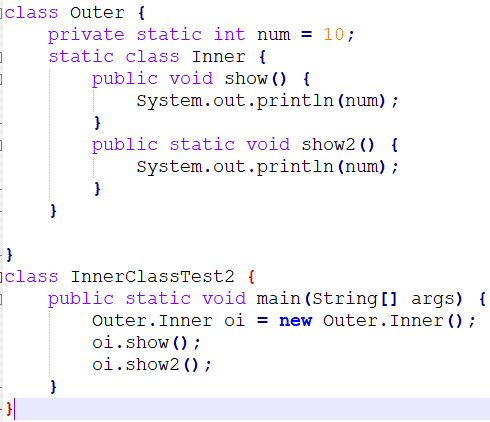 class Outer {
    private static int num = 10;
    static class Inner {
        public void show() {
            System.out.println(num);
        }
        public static void show2() {
            System.out.println(num);
        }
    }

}
class InnerClassTest2 {
    public static void main(String[] args) {
        Outer.Inner oi = new Outer.Inner();
        oi.show();
        oi.show2();
    }
}